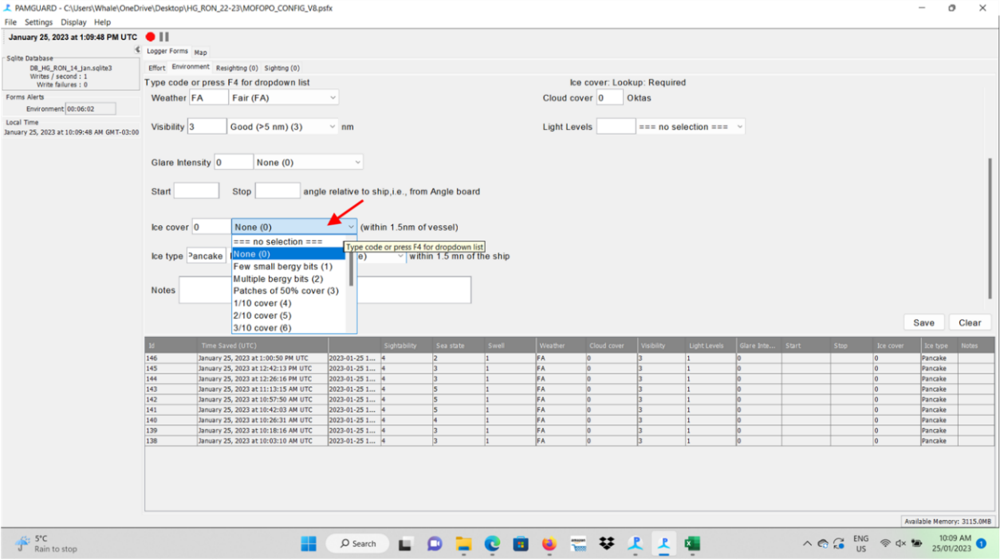 PAMGUARD - C:\Users\Whale\OneDrive\Desktop\HG_RON_22-23\MOFOPO_CONFIG_V8.psfx
File Settings Display Help
January 25, 2023 at 1:09:48 PM UTC
Sqlite Database
DB_HG_RON_14_Jan.sqlite3
Writes / second : 1
Write failures : 0
Forms Alerts
Environment 00:06:02
Local Time
January 25, 2023 at 10:09:48 AM GMT-03:00
Logger Forms Map
Effort Environment Resighting (0) Sighting (0)
Type code or press F4 for dropdown list Ice cover: Lookup: Required
Weather FA Fair (FA) Cloud cover 0 Oktas
Visibility 3 Good (>5 nm) (3) nm Light Levels === no selection ===
Glare Intensity 0 None (0)
Start Stop angle relative to ship,i.e., from Angle board
Ice cover 0 None (0) (within 1.5nm of vessel)
=== no selection ===
Type code or press F4 for dropdown list
None (0)
Ice type Pancake e) within 1.5 mn of the ship
Few small bergy bits (1)
Multiple bergy bits (2)
Notes
Patches of 50% cover (3)
1/10 cover (4)
2/10 cover (5)
3/10 cover (6)
Save Clear
Id Time Saved (UTC) Sightability Sea state Swell Weather Cloud cover Visibility Light Levels Glare Inte... Start Stop Ice cover Ice type Notes
146 January 25, 2023 at 1:00:50 PM UTC 2023-01-25 1... 4 2 1 FA 0 3 1 0 0 Pancake
145 January 25, 2023 at 12:42:13 PM UTC 2023-01-25 1... 4 3 1 FA 0 3 1 0 0 Pancake
144 January 25, 2023 at 12:26:16 PM UTC 2023-01-25 1... 4 3 1 FA 0 3 1 0 0 Pancake
143 January 25, 2023 at 11:13:15 AM UTC 2023-01-25 1... 4 5 1 FA 0 3 1 0 0 Pancake
142 January 25, 2023 at 10:57:50 AM UTC 2023-01-25 1... 4 5 1 FA 0 3 1 0 0 Pancake
141 January 25, 2023 at 10:42:03 AM UTC 2023-01-25 1... 4 5 1 FA 0 3 1 0 0 Pancake
140 January 25, 2023 at 10:26:31 AM UTC 2023-01-25 1... 4 4 1 FA 0 3 1 0 0 Pancake
139 January 25, 2023 at 10:18:16 AM UTC 2023-01-25 1... 4 3 1 FA 0 3 1 0 0 Pancake
138 January 25, 2023 at 10:03:10 AM UTC 2023-01-25 1... 4 3 1 FA 0 3 1 0 0 Pancake
Available Memory: 3115.0MB
5°C
Rain to stop
Search
ENG
US
10:09 AM
25/01/2023
1